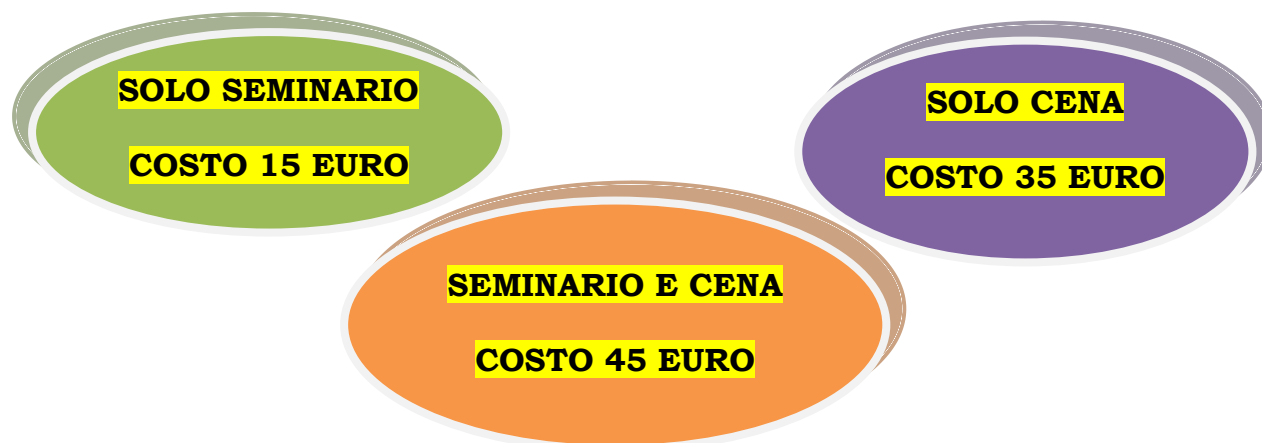 SOLO SEMINARIO
COSTO 15 EURO
SOLO CENA
COSTO 35 EURO
SEMINARIO E CENA
COSTO 45 EURO